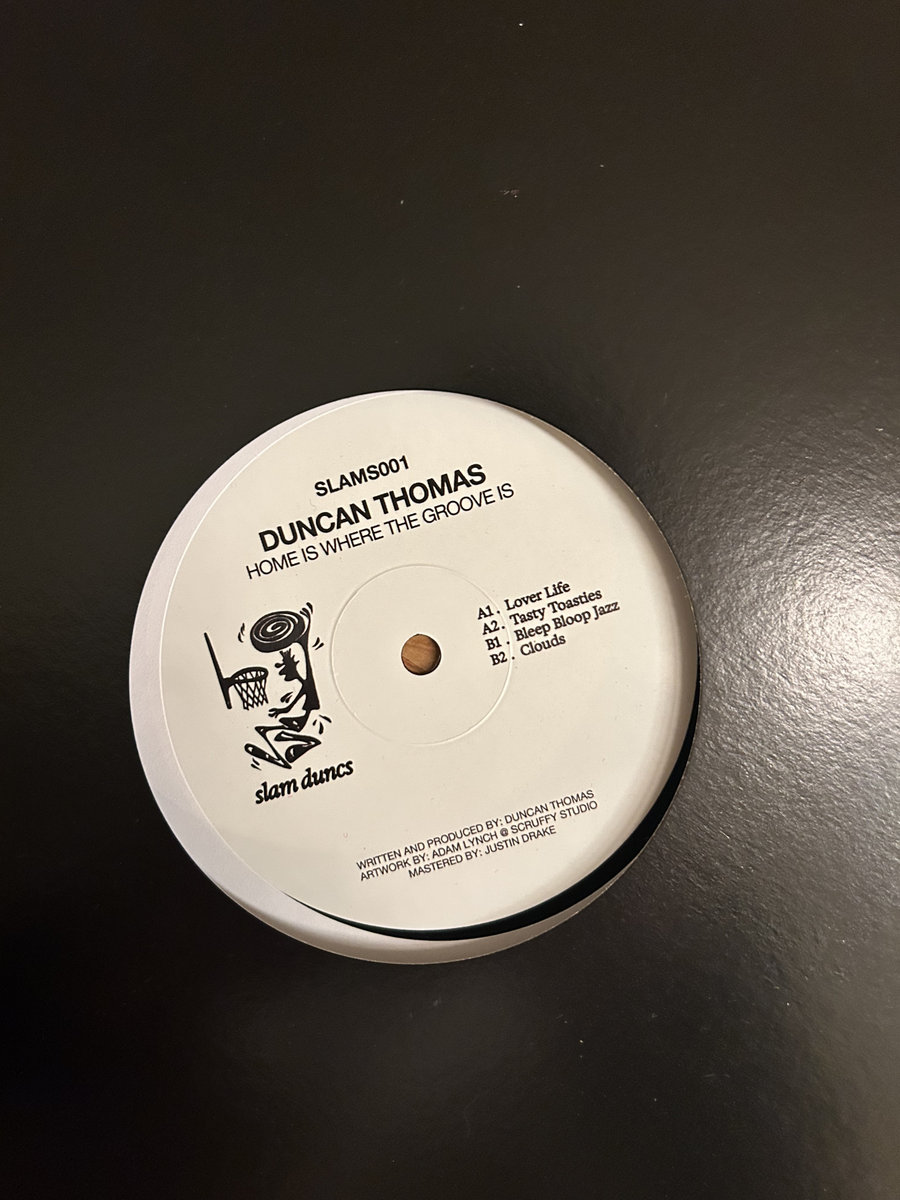 SLAMS001
DUNCAN THOMAS
HOME IS WHERE THE GROOVE IS
A1. Lover Life
A2. Tasty Toasties
B1. Bleep Bloop Jazz
B2. Clouds
slam duncs
WRITTEN AND PRODUCED BY: DUNCAN THOMAS
ARTWORK BY: ADAM LYNCH @ SCRUFFY STUDIO
MASTERED BY: JUSTIN DRAKE